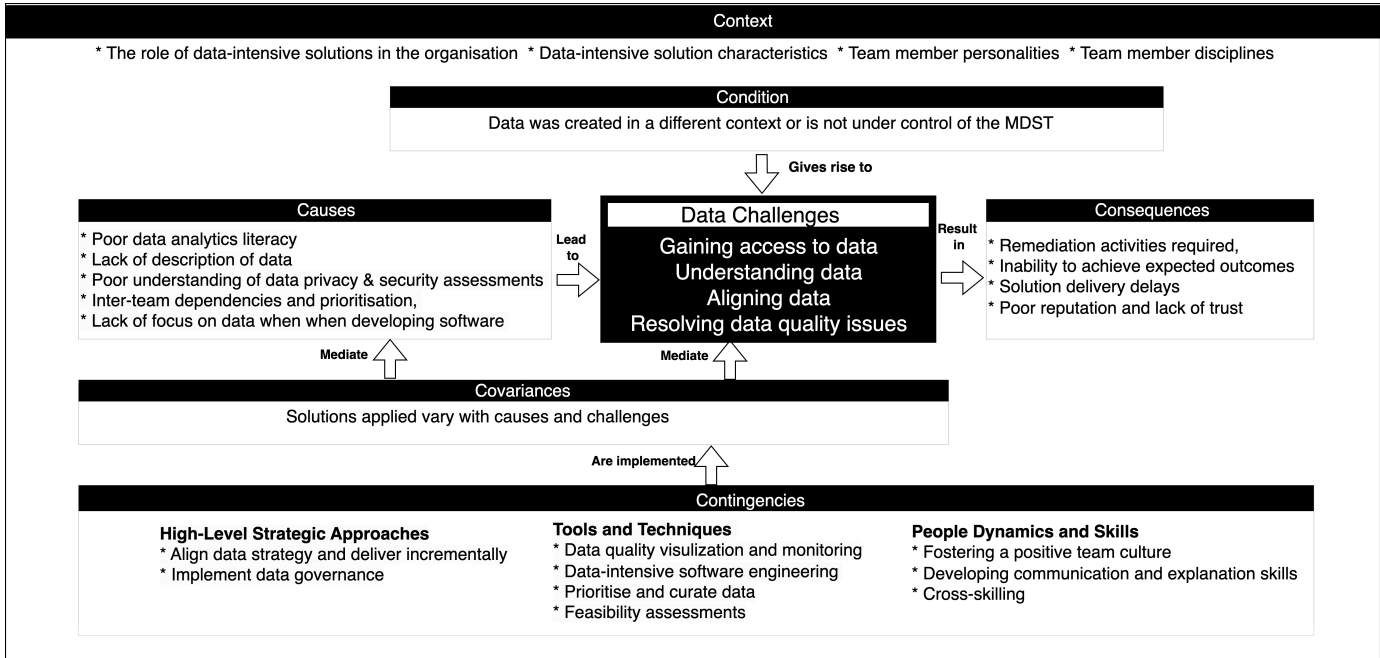 Context
* The role of data-intensive solutions in the organisation * Data-intensive solution characteristics * Team member personalities * Team member disciplines
Condition
Data was created in a different context or is not under control of the MDST
Gives rise to
Causes
* Poor data analytics literacy
* Lack of description of data
* Poor understanding of data privacy & security assessments
* Inter-team dependencies and prioritisation,
* Lack of focus on data when when developing software
Lead
to
Data Challenges
Gaining access to data
Understanding data
Aligning data
Resolving data quality issues
Result
in
Consequences
* Remediation activities required,
* Inability to achieve expected outcomes
* Solution delivery delays
* Poor reputation and lack of trust
Mediate
Mediate
Covariances
Solutions applied vary with causes and challenges
Are implemented
Contingencies
High-Level Strategic Approaches
* Align data strategy and deliver incrementally
* Implement data governance
Tools and Techniques
* Data quality visulization and monitoring
* Data-intensive software engineering
* Prioritise and curate data
* Feasibility assessments
People Dynamics and Skills
* Fostering a positive team culture
* Developing communication and explanation skills
* Cross-skilling